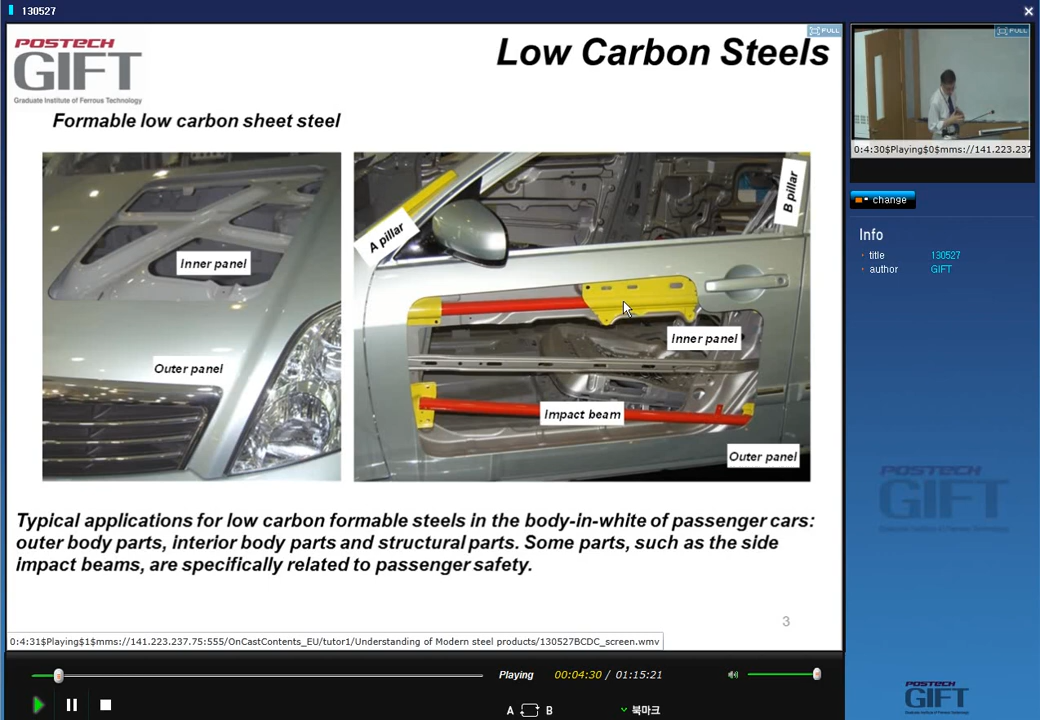 130527
FULL
FULL
POSTECH
GIFT
Graduate Institute of Ferrous Technology
Low Carbon Steels
Formable low carbon sheet steel
Inner panel
Outer panel
A pillar
B pillar
Inner panel
Impact beam
Outer panel
Typical applications for low carbon formable steels in the body-in-white of passenger cars:
outer body parts, interior body parts and structural parts. Some parts, such as the side
impact beams, are specifically related to passenger safety.
3
0:4:31$Playing$1$mms://141.223.237.75:555/OnCastContents_EU/tutor1/Understanding of Modern steel products/130527BCDC_screen.wmv
Playing
00:04:30 / 01:15:21
A B
북마크
0:4:30$Playing$0$mms://141.223.237
change
Info
title 130527
author GIFT
POSTECH
GIFT
POSTECH
GIFT